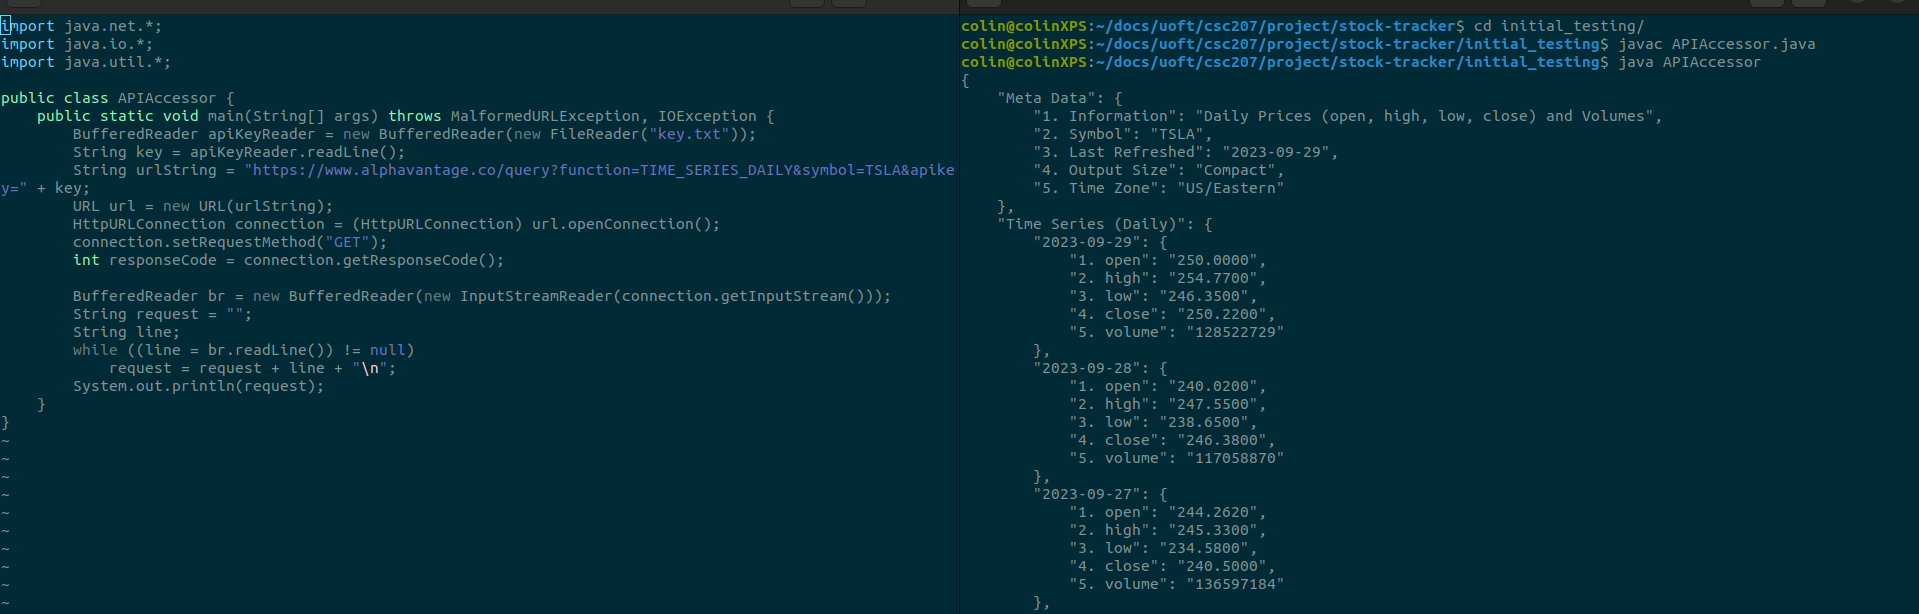 import java.net.*;
import java.io.*;
import java.util.*;

public class APIAccessor {
    public static void main(String[] args) throws MalformedURLException, IOException {
        BufferedReader apiKeyReader = new BufferedReader(new FileReader("key.txt"));
        String key = apiKeyReader.readLine();
        String urlString = "https://www.alphavantage.co/query?function=TIME_SERIES_DAILY&symbol=TSLA&apike
y=" + key;
        URL url = new URL(urlString);
        HttpURLConnection connection = (HttpURLConnection) url.openConnection();
        connection.setRequestMethod("GET");
        int responseCode = connection.getResponseCode();

        BufferedReader br = new BufferedReader(new InputStreamReader(connection.getInputStream()));
        String request = "";
        String line;
        while ((line = br.readLine()) != null)
            request = request + line + "\n";
        System.out.println(request);
    }
}
~
~
~
~
~
~
~
~
~
~
colin@colinXPS:~/docs/uoft/csc207/project/stock-tracker$ cd initial_testing/
colin@colinXPS:~/docs/uoft/csc207/project/stock-tracker/initial_testing$ javac APIAccessor.java
colin@colinXPS:~/docs/uoft/csc207/project/stock-tracker/initial_testing$ java APIAccessor
{
    "Meta Data": {
        "1. Information": "Daily Prices (open, high, low, close) and Volumes",
        "2. Symbol": "TSLA",
        "3. Last Refreshed": "2023-09-29",
        "4. Output Size": "Compact",
        "5. Time Zone": "US/Eastern"
    },
    "Time Series (Daily)": {
        "2023-09-29": {
            "1. open": "250.0000",
            "2. high": "254.7700",
            "3. low": "246.3500",
            "4. close": "250.2200",
            "5. volume": "128522729"
        },
        "2023-09-28": {
            "1. open": "240.0200",
            "2. high": "247.5500",
            "3. low": "238.6500",
            "4. close": "246.3800",
            "5. volume": "117058870"
        },
        "2023-09-27": {
            "1. open": "244.2620",
            "2. high": "245.3300",
            "3. low": "234.5800",
            "4. close": "240.5000",
            "5. volume": "136597184"
        },